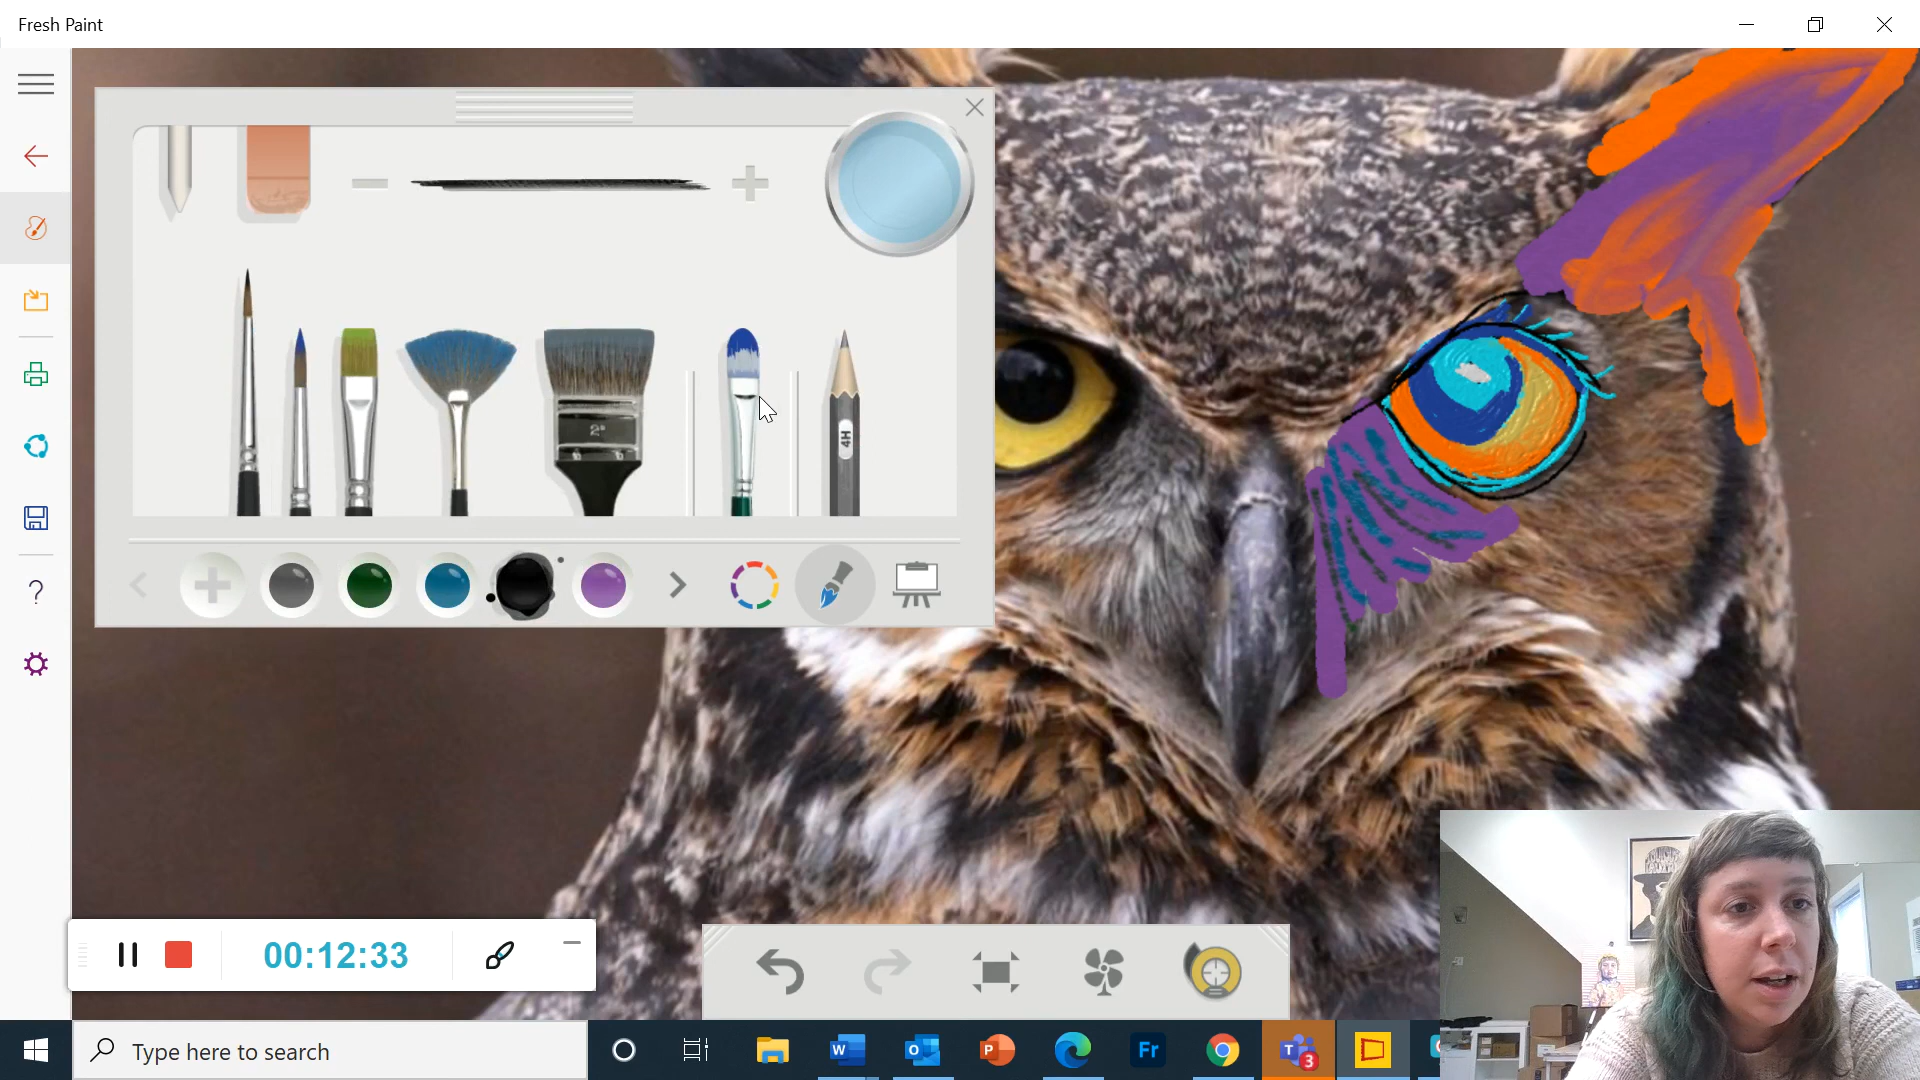 Fresh Paint
2"
4H
?
00:12:33
Type here to search
W
O
P
Fr
T
3